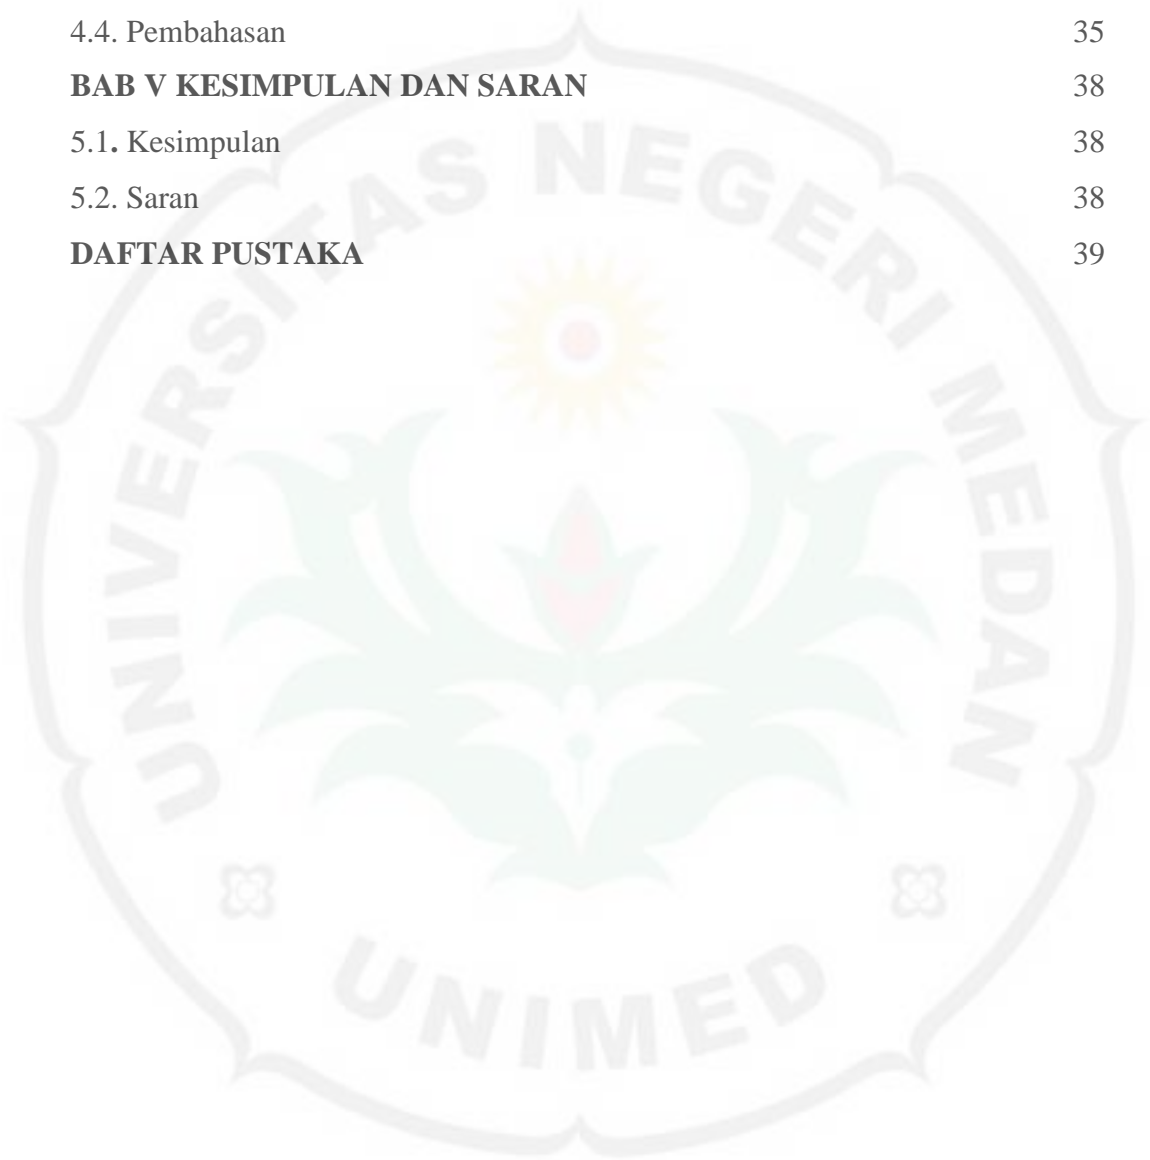 4.4. Pembahasan 35
BAB V KESIMPULAN DAN SARAN 38
5.1. Kesimpulan 38
5.2. Saran 38
DAFTAR PUSTAKA 39
UNIVERSITAS NEGERI MEDAN
UNIMED